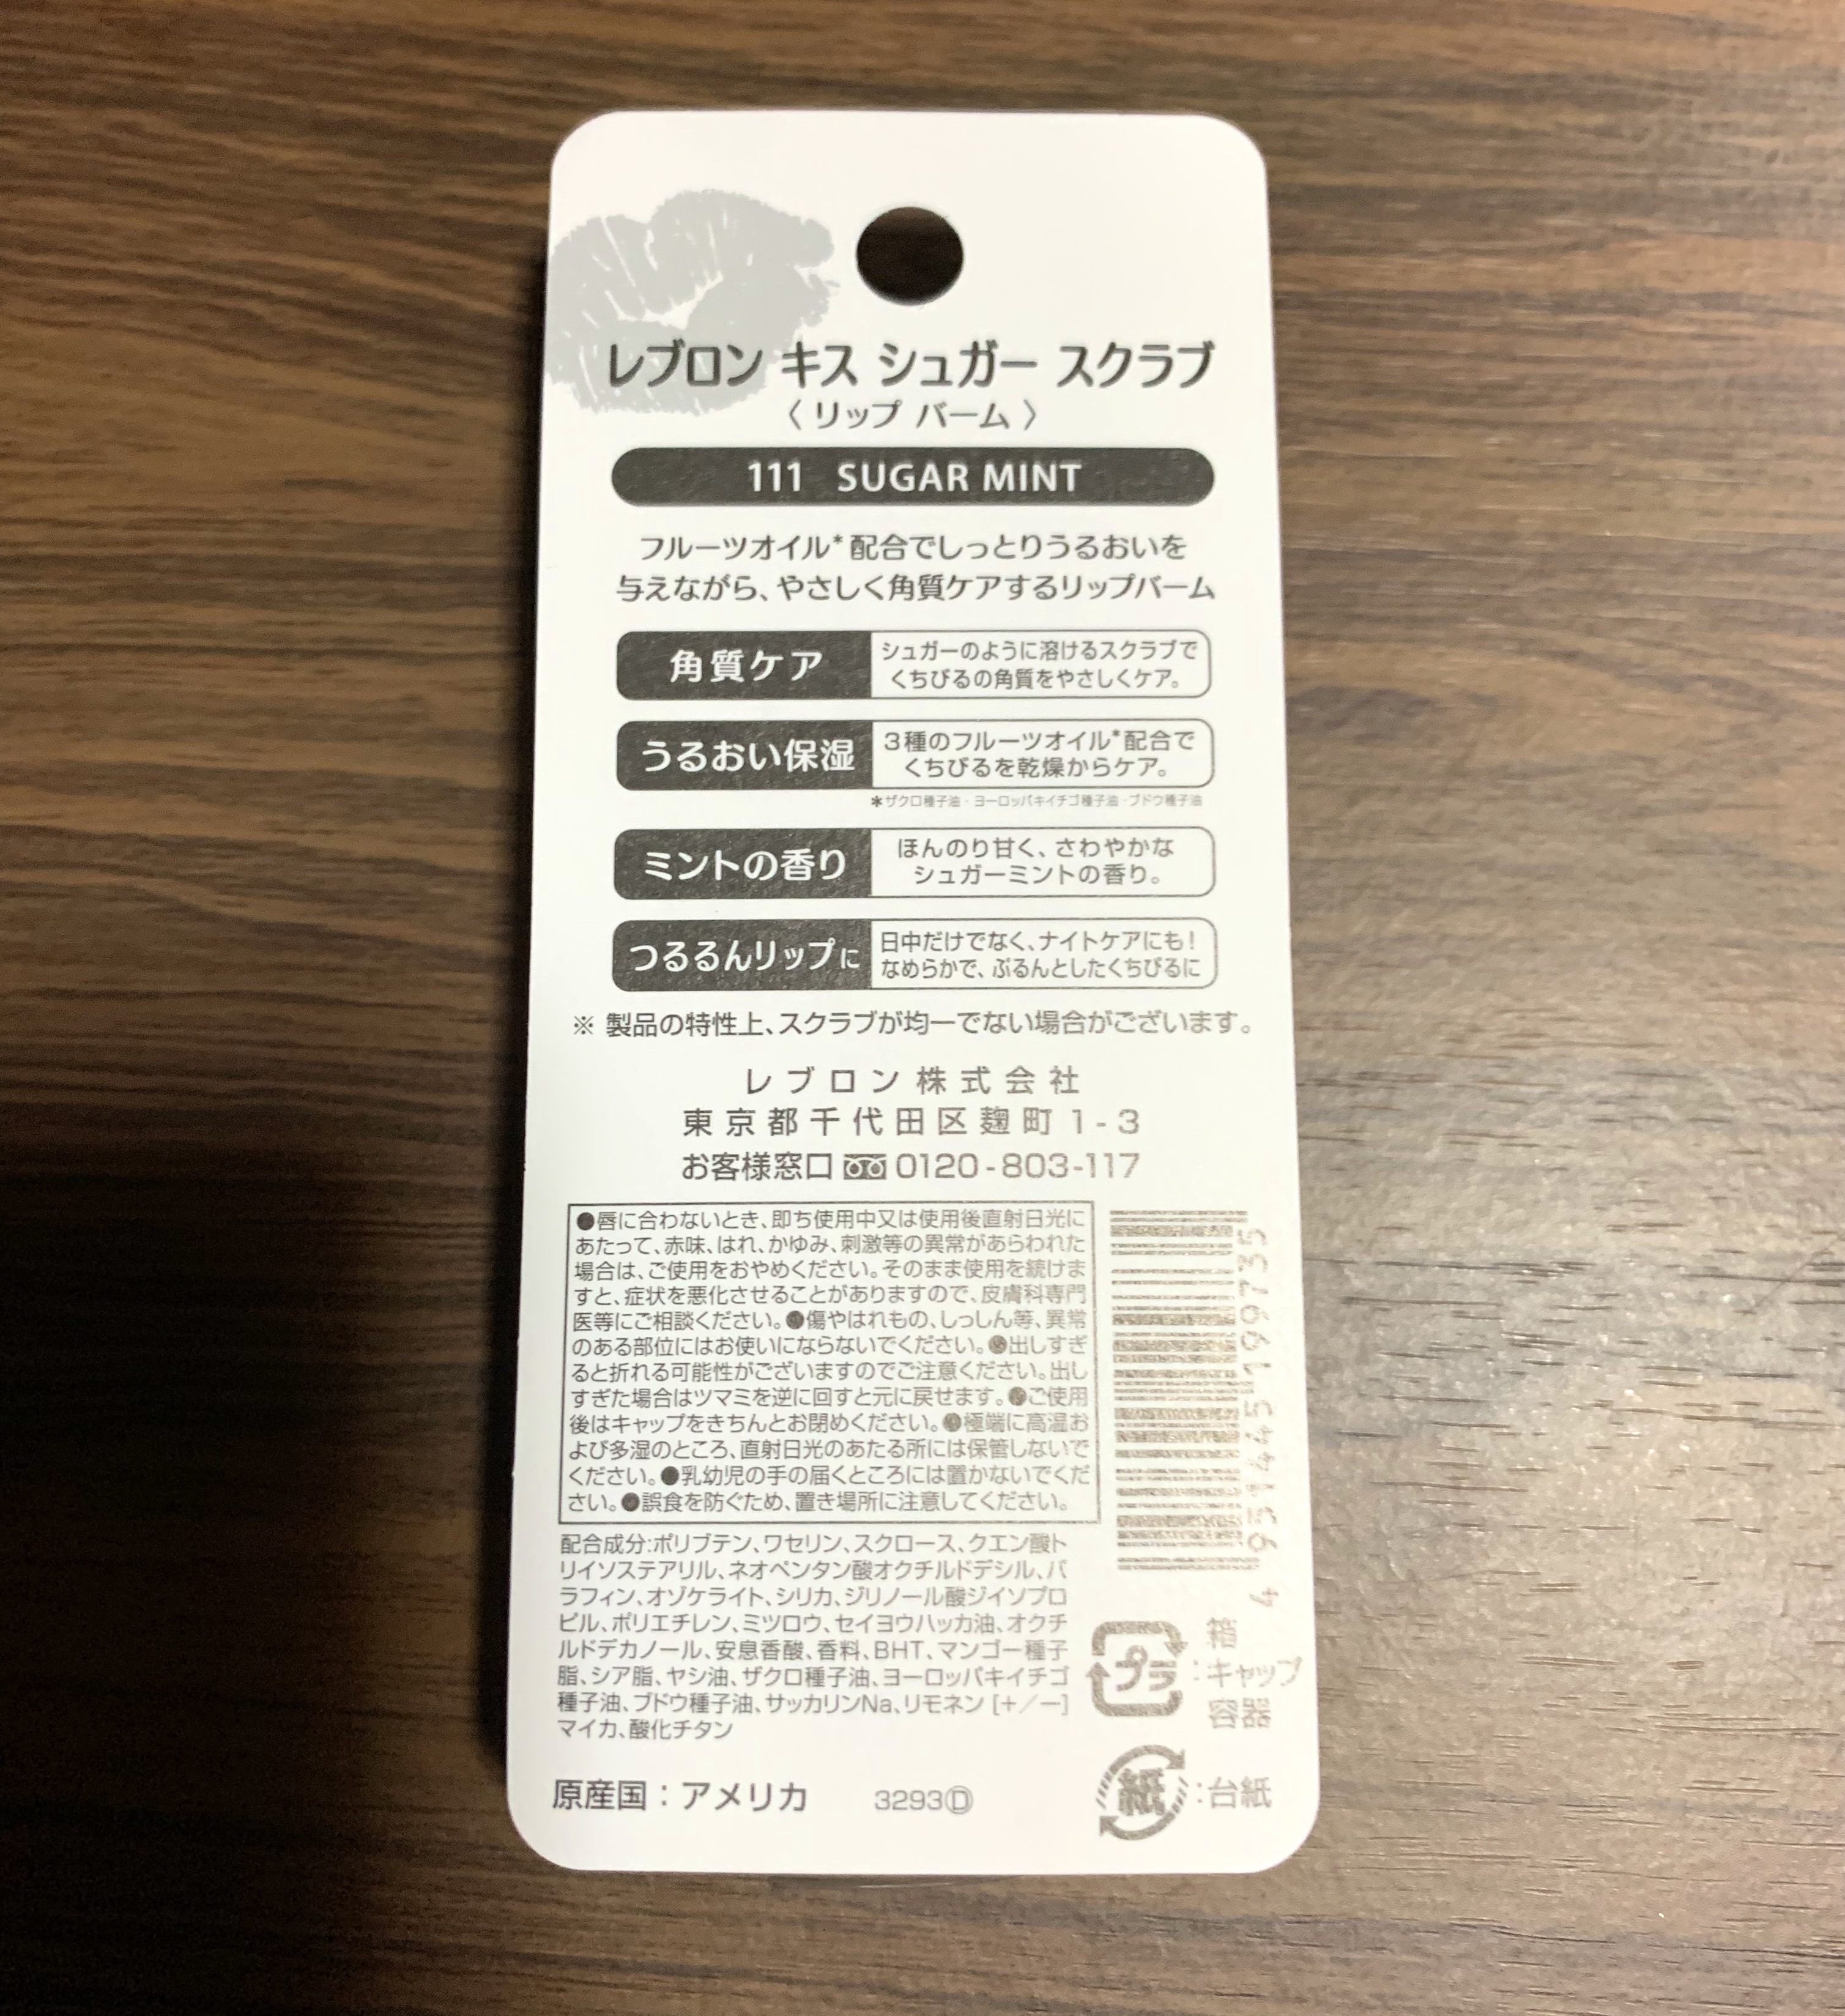 レブロン キス シュガー スクラブ
〈 リップ バーム 〉
111 SUGAR MINT
フルーツオイル*配合でしっとりうるおいを
与えながら、やさしく角質ケアするリップバーム
角質ケア
シュガーのように溶けるスクラブで
くちびるの角質をやさしくケア。
うるおい保湿
3種のフルーツオイル*配合で
くちびるを乾燥からケア。
*ザクロ種子油・ヨーロッパキイチゴ種子油・ブドウ種子油
ミントの香り
ほんのり甘く、さわやかな
シュガーミントの香り。
つるるんリップに
日中だけでなく、ナイトケアにも!
なめらかで、ぷるんとしたくちびるに
※ 製品の特性上、スクラブが均一でない場合がございます。
レブロン株式会社
東京都千代田区麹町1-3
お客様窓口 0120-803-117
●唇に合わないとき、即ち使用中又は使用後直射日光に
あたって、赤味、はれ、かゆみ、刺激等の異常があらわれた
場合は、ご使用をおやめください。そのまま使用を続けま
すと、症状を悪化させることがありますので、皮膚科専門
医等にご相談ください。●傷やはれもの、しっしん等、異常
のある部位にはお使いにならないでください。●出しすぎ
ると折れる可能性がございますのでご注意ください。出し
すぎた場合はツマミを逆に回すと元に戻せます。●ご使用
後はキャップをきちんとお閉めください。●極端に高温お
よび多湿のところ、直射日光のあたる所には保管しないで
ください。●乳幼児の手の届くところには置かないでくだ
さい。●誤食を防ぐため、置き場所に注意してください。
配合成分:ポリブテン、ワセリン、スクロース、クエン酸ト
リイソステアリル、ネオペンタン酸オクチルドデシル、パ
ラフィン、オゾケライト、シリカ、ジリノール酸ジイソプロ
ピル、ポリエチレン、ミツロウ、セイヨウハッカ油、オクチ
ルドデカノール、安息香酸、香料、BHT、マンゴー種子
脂、シア脂、ヤシ油、ザクロ種子油、ヨーロッパキイチゴ
種子油、ブドウ種子油、サッカリンNa、リモネン [+/-]
マイカ、酸化チタン
原産国:アメリカ 3293Ⓓ
4 951445 199735
プラ
箱
:キャップ
容器
紙 :台紙